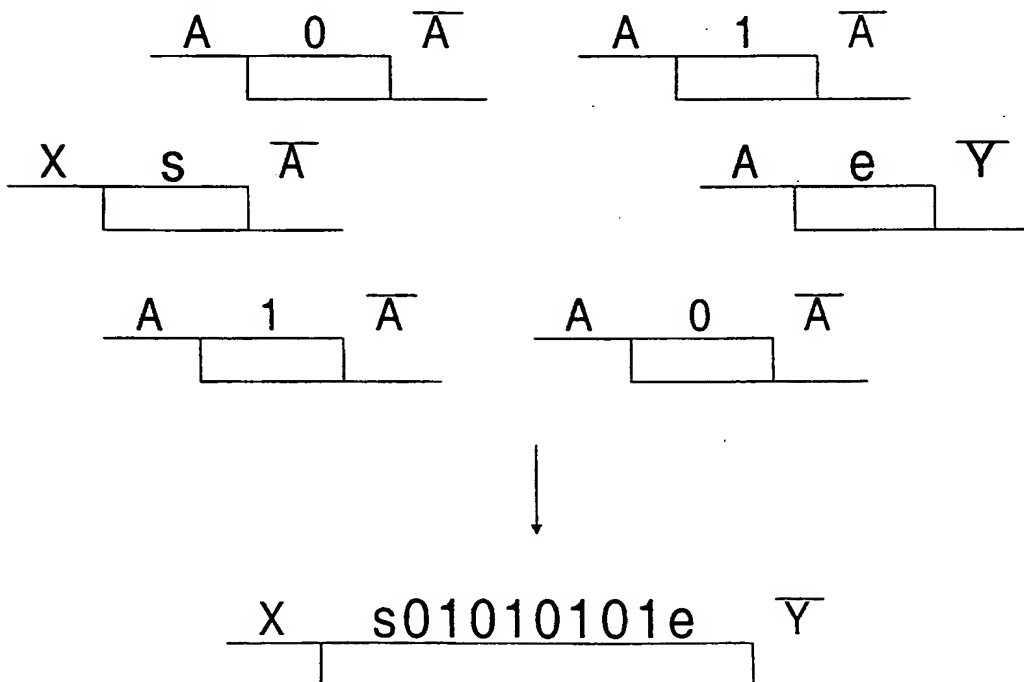 A 0 A̅ A 1 A̅
X s A̅ A e Y̅
A 1 A̅ A 0 A̅
X s01010101e Y̅